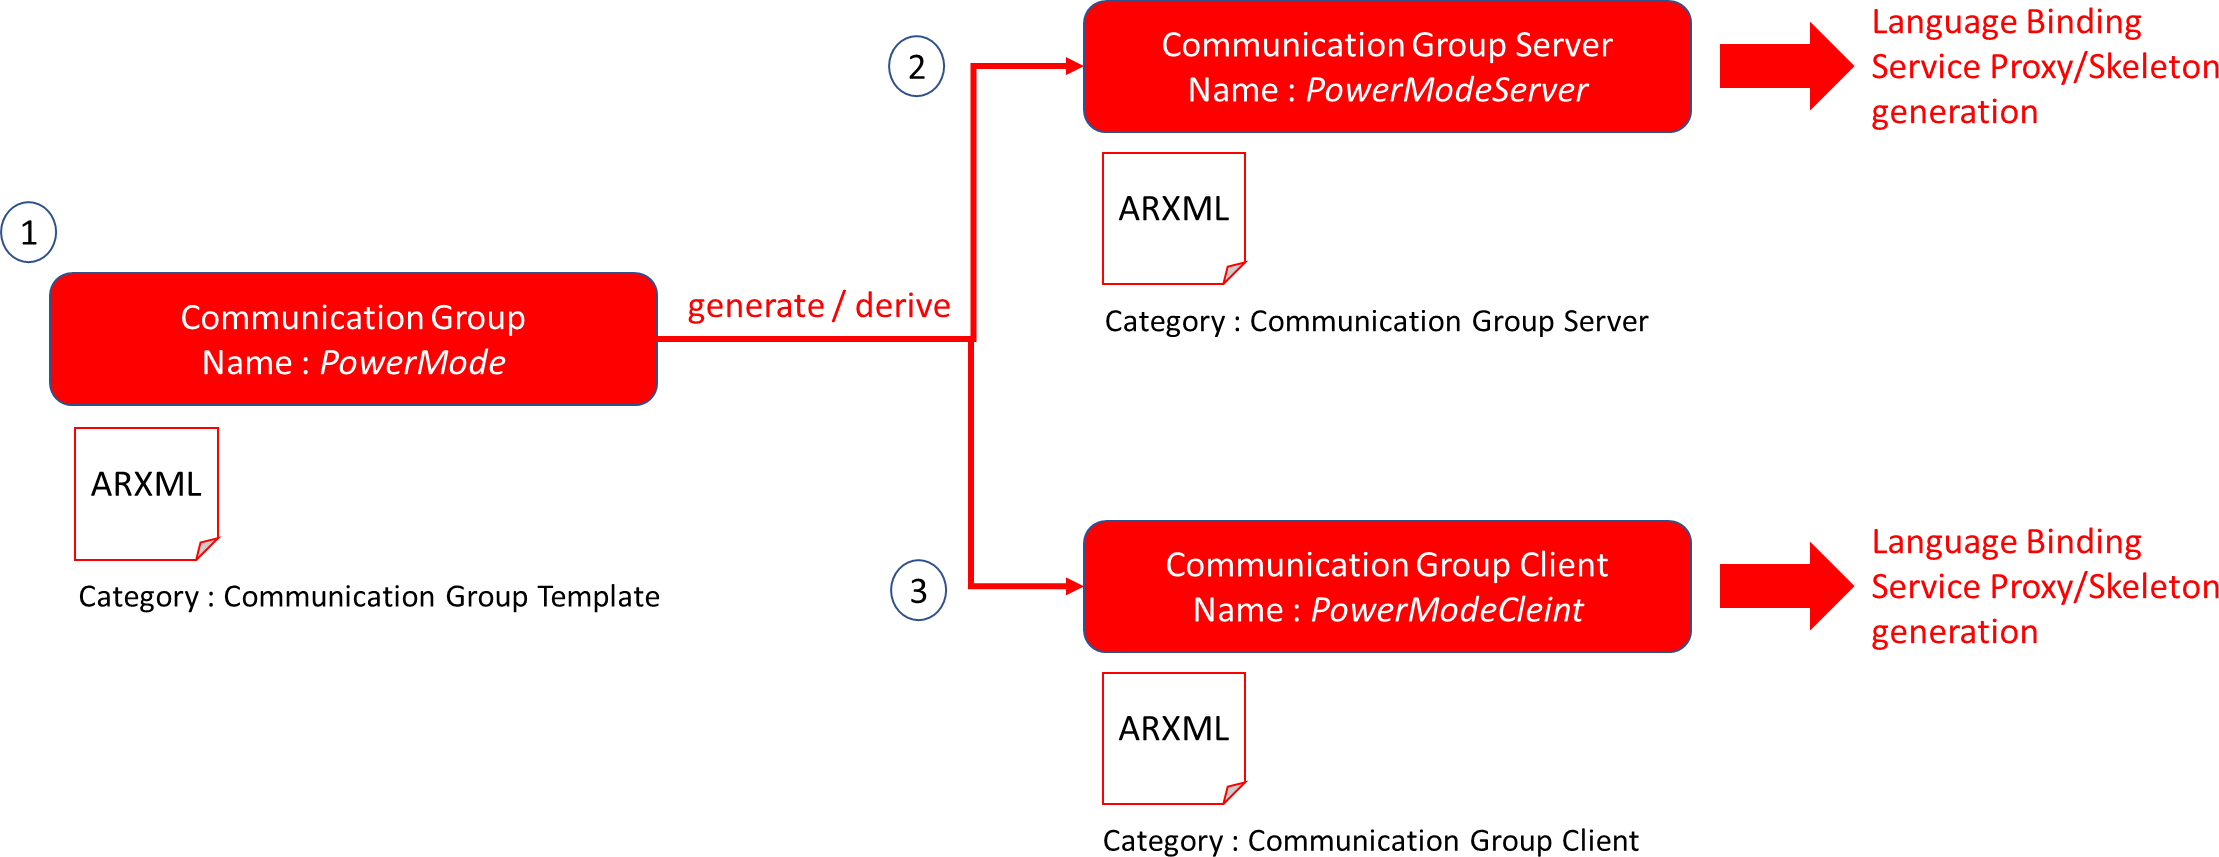 1
Communication Group
Name : PowerMode
ARXML
Category : Communication Group Template
generate / derive
2
Communication Group Server
Name : PowerModeServer
ARXML
Category : Communication Group Server
Language Binding
Service Proxy/Skeleton
generation
3
Communication Group Client
Name : PowerModeCleint
ARXML
Category : Communication Group Client
Language Binding
Service Proxy/Skeleton
generation